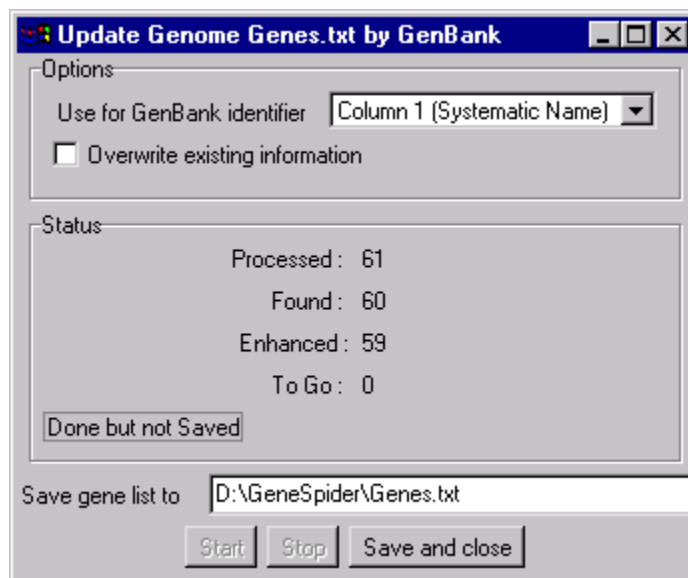 Update Genome Genes.txt by GenBank
Options
Use for GenBank identifier Column 1 (Systematic Name)
Overwrite existing information
Status
Processed : 61
Found : 60
Enhanced : 59
To Go : 0
Done but not Saved
Save gene list to D:\GeneSpider\Genes.txt
Start Stop Save and close